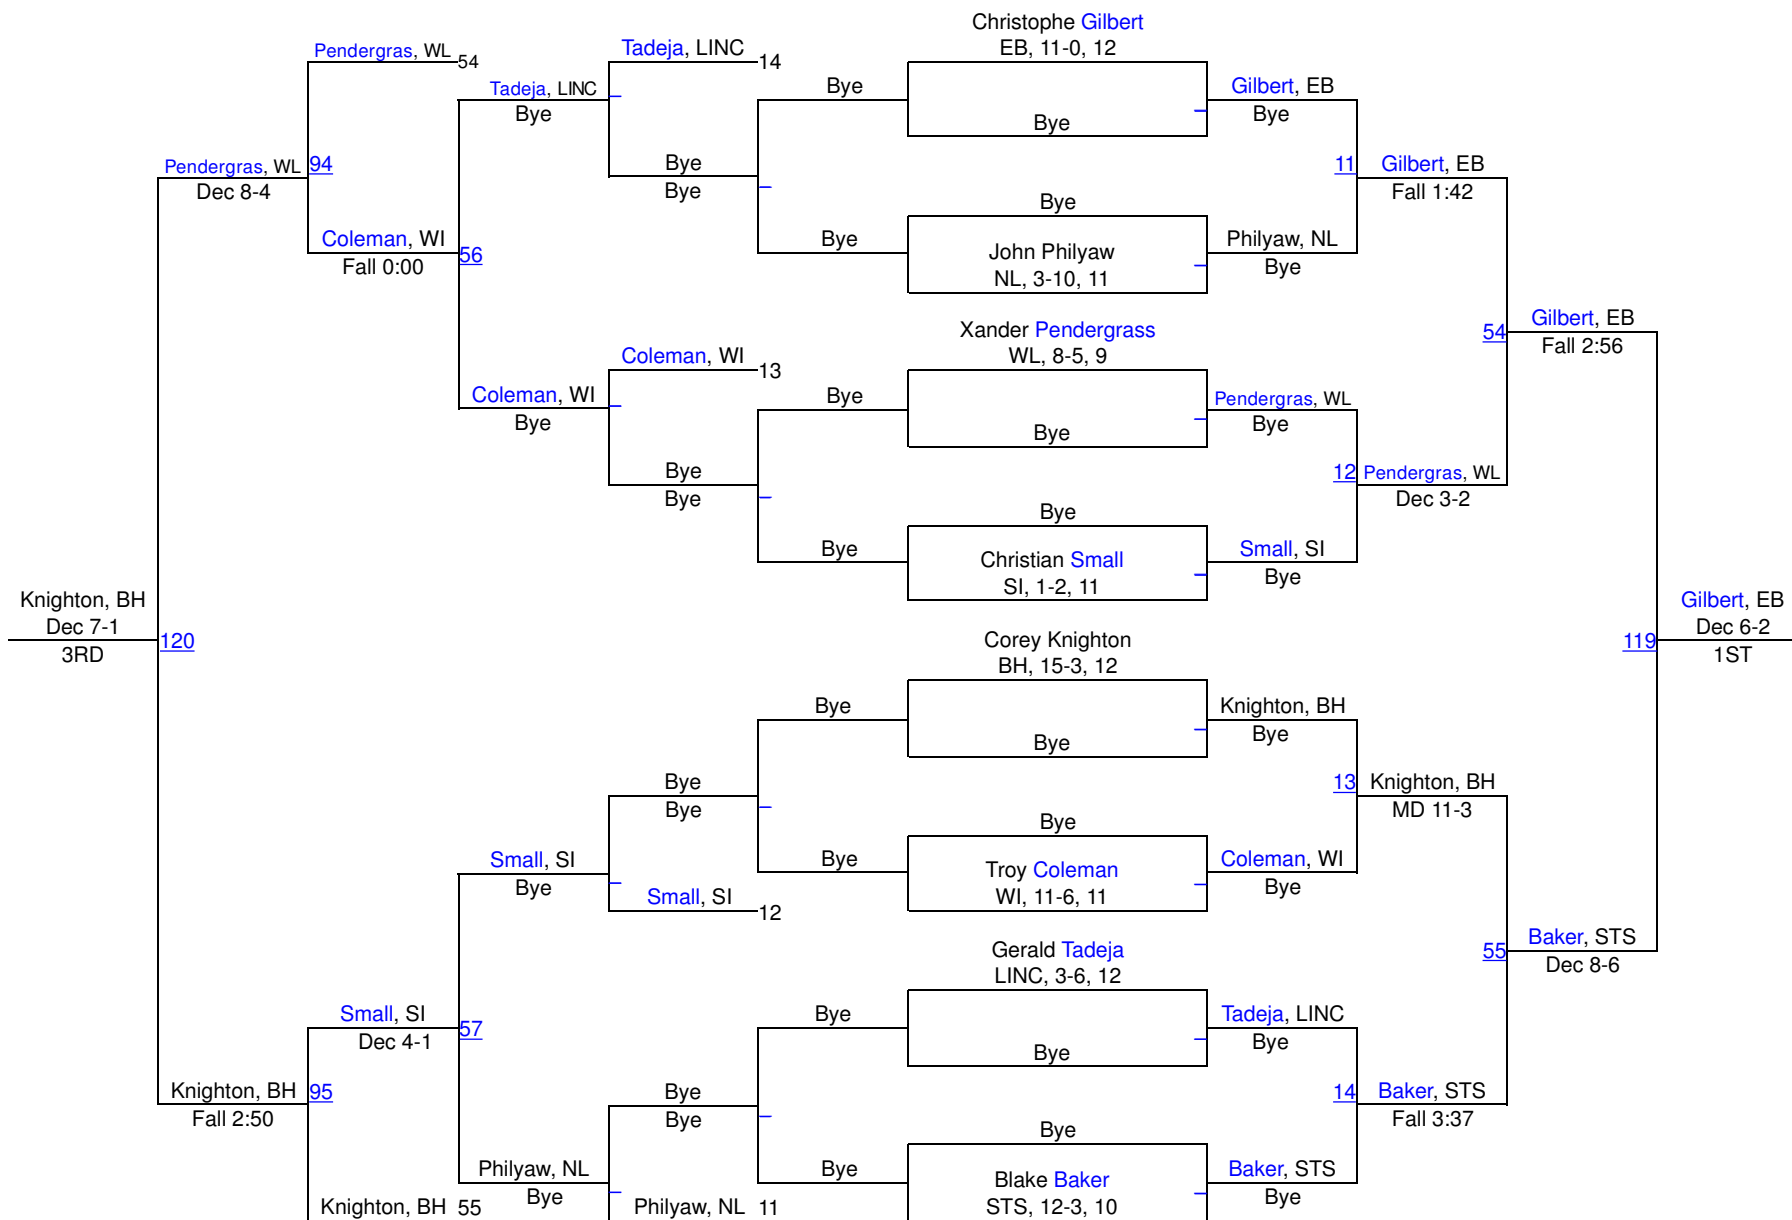 Christophe Gilbert
EB, 11-0, 12
Pendergras, WL 54
Tadeja, LINC 14
Tadeja, LINC
Bye
Bye
Bye
Gilbert, EB
Bye
Pendergras, WL 94
Dec 8-4
Bye
Bye
11 Gilbert, EB
Fall 1:42
Coleman, WI
Fall 0:00
56
Bye
Bye
John Philyaw
NL, 3-10, 11
Philyaw, NL
Bye
Xander Pendergrass
WL, 8-5, 9
54 Gilbert, EB
Fall 2:56
Coleman, WI 13
Coleman, WI
Bye
Bye
Bye
Pendergras, WL
Bye
Bye
Bye
12 Pendergras, WL
Dec 3-2
Bye
Bye
Christian Small
SI, 1-2, 11
Small, SI
Bye
Knighton, BH
Dec 7-1
3RD
120
Gilbert, EB
Dec 6-2
1ST
119
Corey Knighton
BH, 15-3, 12
Bye
Bye
Knighton, BH
Bye
Bye
Bye
13 Knighton, BH
MD 11-3
Small, SI
Bye
Bye
Bye
Troy Coleman
WI, 11-6, 11
Coleman, WI
Bye
Small, SI 12
Gerald Tadeja
LINC, 3-6, 12
55 Baker, STS
Dec 8-6
Small, SI
Dec 4-1
57
Bye
Bye
Tadeja, LINC
Bye
Knighton, BH 95
Fall 2:50
Bye
Bye
14 Baker, STS
Fall 3:37
Philyaw, NL
Bye
Bye
Bye
Blake Baker
STS, 12-3, 10
Baker, STS
Bye
Knighton, BH 55
Philyaw, NL 11